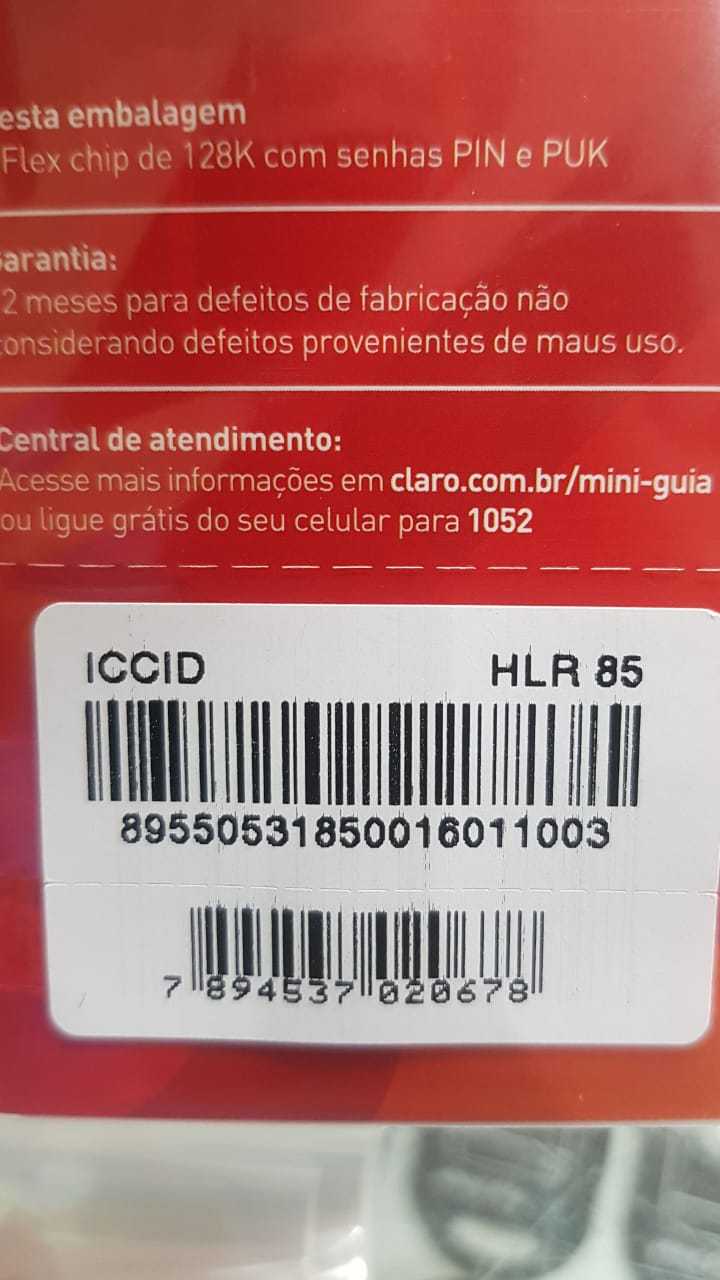 esta embalagem
Flex chip de 128K com senhas PIN e PUK
arantia:
2 meses para defeitos de fabricação não
considerando defeitos provenientes de maus uso.
Central de atendimento:
Acesse mais informações em claro.com.br/mini-guia
ou ligue grátis do seu celular para 1052
ICCID HLR 85
89550531850016011003
7 894537 020678